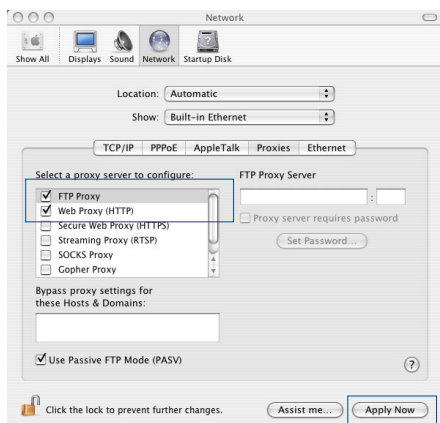 Network
Show All Displays Sound Network Startup Disk
Location: Automatic
Show: Built-in Ethernet
TCP/IP PPPoE AppleTalk Proxies Ethernet
Select a proxy server to configure: FTP Proxy Server
FTP Proxy
:
Web Proxy (HTTP)
Proxy server requires password
Secure Web Proxy (HTTPS)
Streaming Proxy (RTSP)
Set Password...
SOCKS Proxy
Gopher Proxy
Bypass proxy settings for
these Hosts & Domains:
Use Passive FTP Mode (PASV)
?
Click the lock to prevent further changes. Assist me... Apply Now